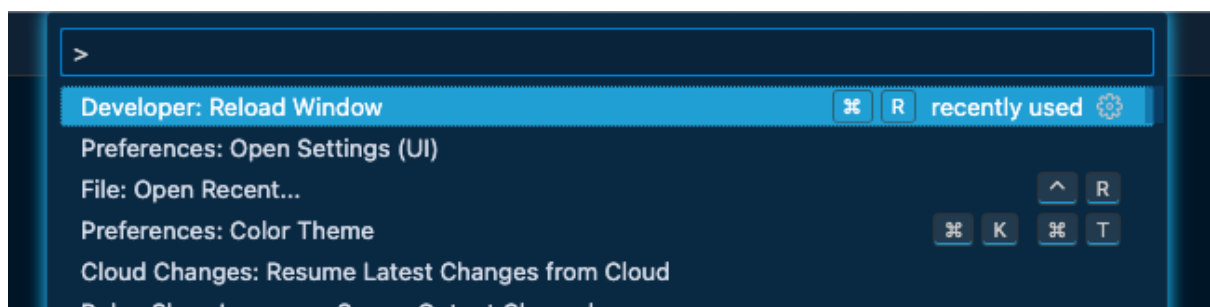 >
Developer: Reload Window ⌘ R recently used
Preferences: Open Settings (UI)
File: Open Recent... ^ R
Preferences: Color Theme ⌘ K ⌘ T
Cloud Changes: Resume Latest Changes from Cloud